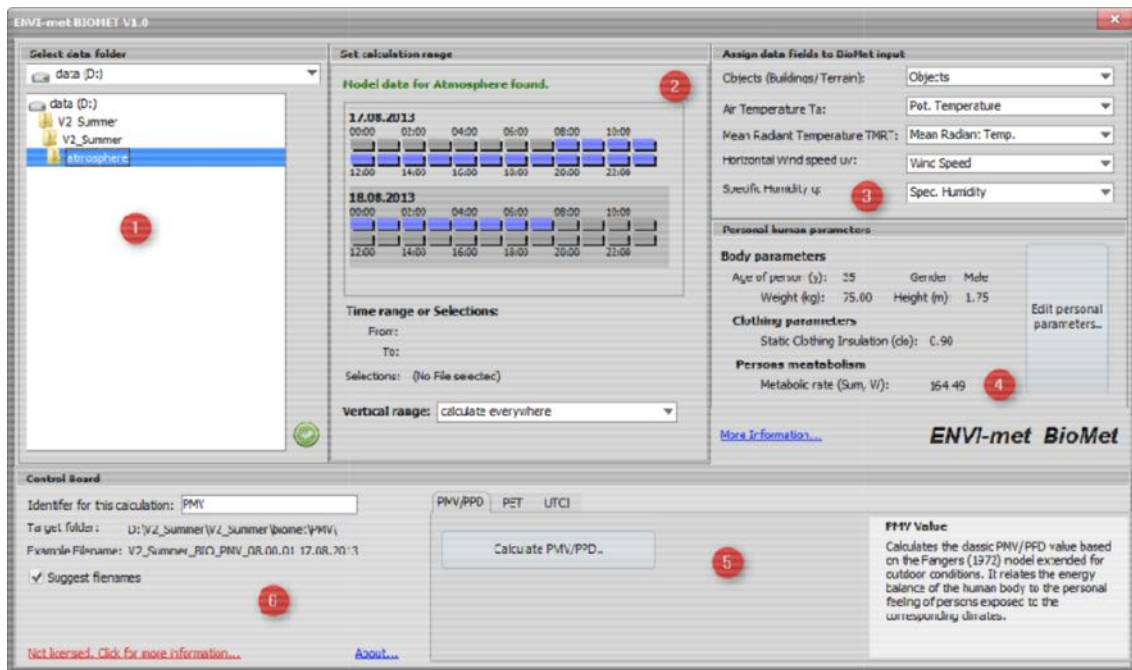 ENVI-met BIOMET V1.0
Select data folder
data (D:)
data (D:)
V2 Summer
V2_Summer
atmosphere
1
Set calculation range
Model data for Atmosphere found.
2
17.08.2013
00:00 02:00 04:00 06:00 08:00 10:00
12:00 14:00 16:00 18:00 20:00 22:00
18.08.2013
00:00 02:00 04:00 06:00 08:00 10:00
12:00 14:00 16:00 18:00 20:00 22:00
Time range or Selections:
From:
To:
Selections: (No File selected)
Vertical range: calculate everywhere
Assign data fields to BioMet input
Objects (Buildings/Terrain): Objects
Air Temperature Ta: Pot. Temperature
Mean Radiant Temperature TMRT: Mean Radiant Temp.
Horizontal Wind speed uv: Wind Speed
Specific Humidity q: Spec. Humidity
3
Personal human parameters
Body parameters
Age of person (y): 35 Gender: Male
Weight (kg): 75.00 Height (m): 1.75
Clothing parameters
Static Clothing Insulation (clo): 0.90
Persons meatabolism
Metabolic rate (Sum, W): 164.49
4
Edit personal
parameters...
More Information...
ENVI-met BioMet
Control Board
Identifer for this calculation: PMV
Target folder: D:\V2_Summer\V2_Summer\biomet\PMV\
Example Filename: V2_Summer_BIO_PMV_08.00.01 17.08.2013
Suggest filenames
6
Not licensed. Click for more information...
About...
PMV/PPD PET UTCI
Calculate PMV/PPD...
5
PMV Value
Calculates the classic PMV/PPD value based
on the Fangers (1972) model extended for
outdoor conditions. It relates the energy
balance of the human body to the personal
feeling of persons exposed to the
corresponding climates.